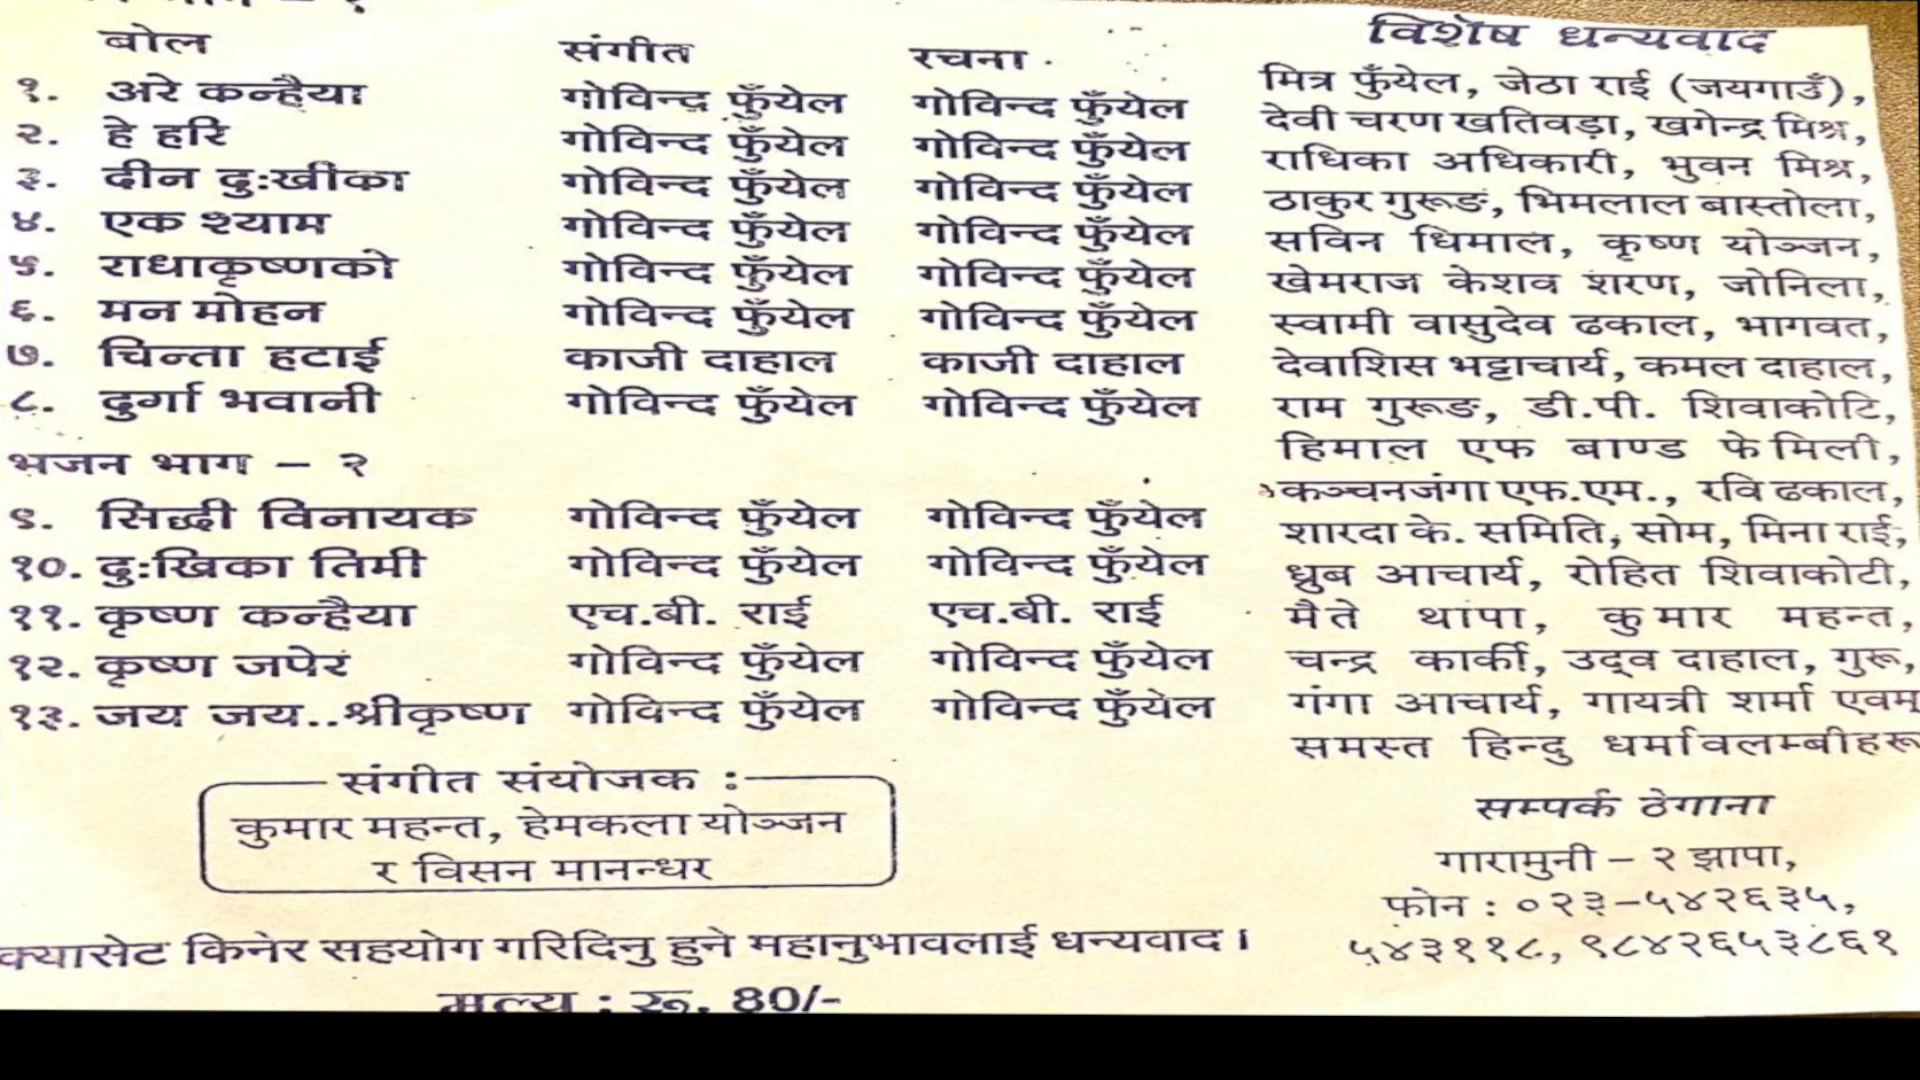 बोल संगीत रचना
१. अरे कन्हैया गोविन्द फुँयेल गोविन्द फुँयेल
२. हे हरि गोविन्द फुँयेल गोविन्द फुँयेल
३. दीन दुःखीका गोविन्द फुँयेल गोविन्द फुँयेल
४. एक श्याम गोविन्द फुँयेल गोविन्द फुँयेल
५. राधाकृष्णको गोविन्द फुँयेल गोविन्द फुँयेल
६. मन मोहन गोविन्द फुँयेल गोविन्द फुँयेल
७. चिन्ता हटाई काजी दाहाल काजी दाहाल
८. दुर्गा भवानी गोविन्द फुँयेल गोविन्द फुँयेल
भजन भाग – २
९. सिद्धी विनायक गोविन्द फुँयेल गोविन्द फुँयेल
१०. दुःखिका तिमी गोविन्द फुँयेल गोविन्द फुँयेल
११. कृष्ण कन्हैया एच.बी. राई एच.बी. राई
१२. कृष्ण जपेर गोविन्द फुँयेल गोविन्द फुँयेल
१३. जय जय..श्रीकृष्ण गोविन्द फुँयेल गोविन्द फुँयेल
संगीत संयोजक :
कुमार महन्त, हेमकला योञ्जन
र विसन मानन्धर
क्यासेट किनेर सहयोग गरिदिनु हुने महानुभावलाई धन्यवाद ।
मूल्य : रू. 80/-
विशेष धन्यवाद
मित्र फुँयेल, जेठा राई (जयगाउँ),
देवी चरण खतिवड़ा, खगेन्द्र मिश्र,
राधिका अधिकारी, भुवन मिश्र,
ठाकुर गुरूङ, भिमलाल बास्तोला,
सविन धिमाल, कृष्ण योञ्जन,
खेमराज केशव शरण, जोनिला,
स्वामी वासुदेव ढकाल, भागवत,
देवाशिस भट्टाचार्य, कमल दाहाल,
राम गुरूङ, डी.पी. शिवाकोटि,
हिमाल एफ बाण्ड फेमिली,
कञ्चनजंगा एफ.एम., रवि ढकाल,
शारदा के. समिति, सोम, मिना राई,
ध्रुब आचार्य, रोहित शिवाकोटी,
मैते थापा, कुमार महन्त,
चन्द्र कार्की, उद्व दाहाल, गुरू,
गंगा आचार्य, गायत्री शर्मा एवम्
समस्त हिन्दु धर्मावलम्बीहरू
सम्पर्क ठेगाना
गारामुनी – २ झापा,
फोन : ०२३–५४२६३५,
५४३११८, ९८४२६५३८६१